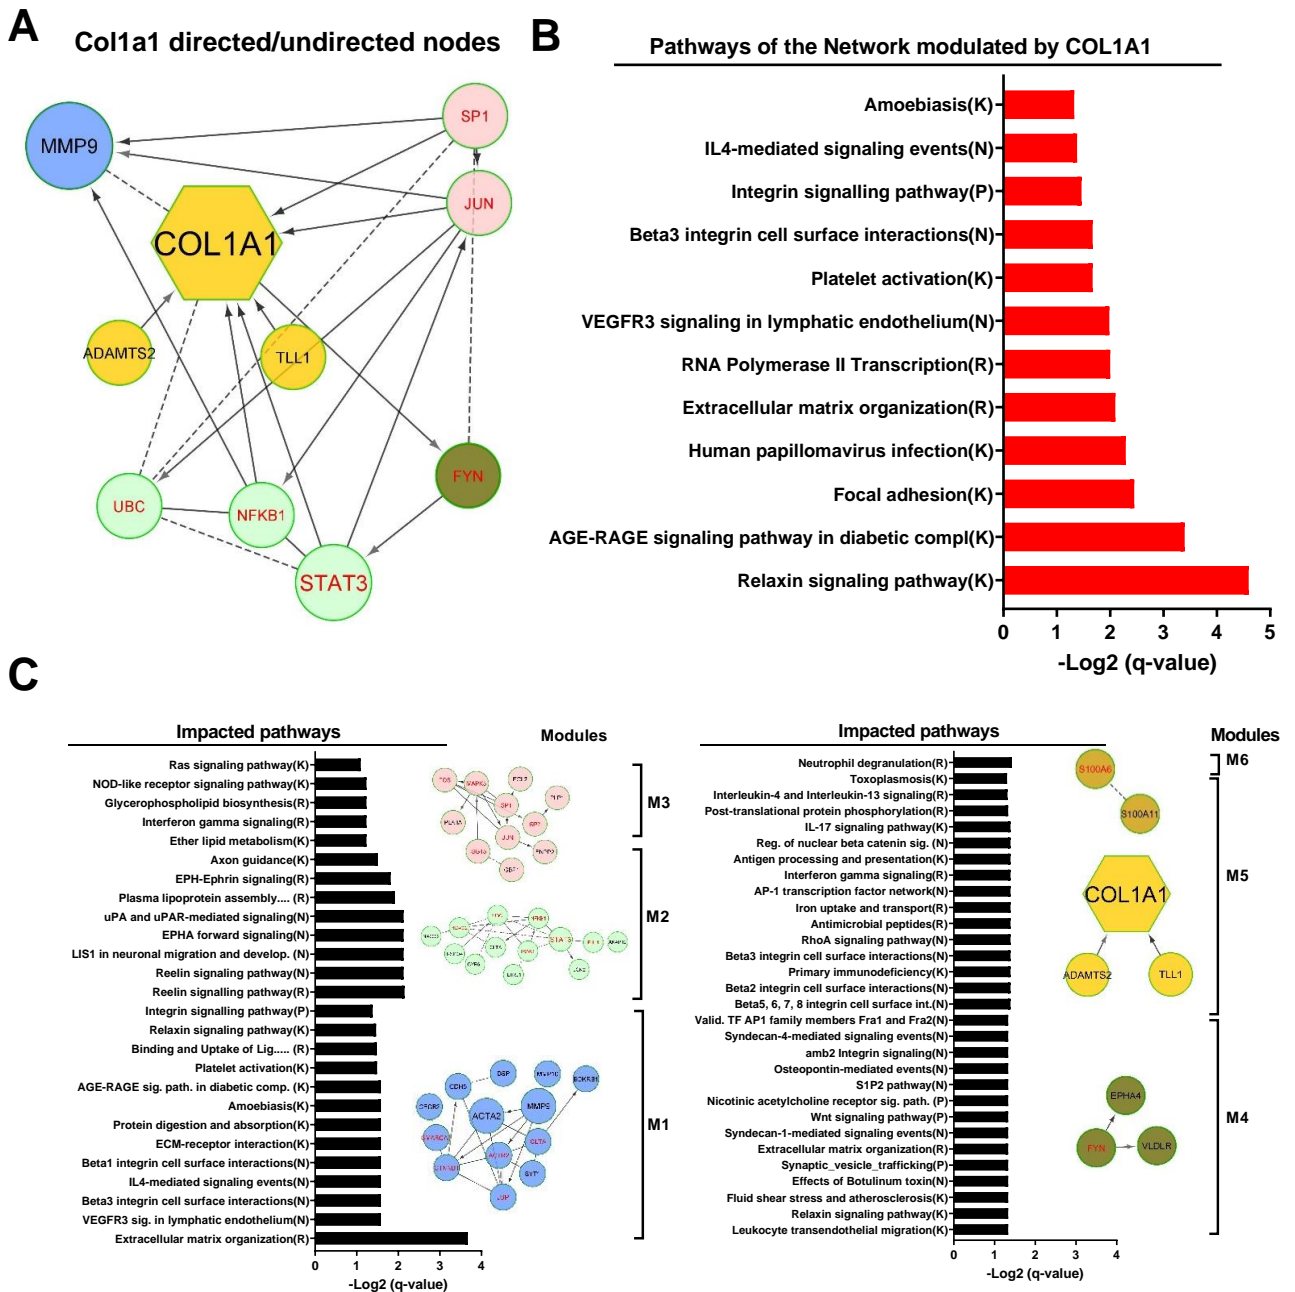 A
Col1a1 directed/undirected nodes
SP1
MMP9
JUN
COL1A1
ADAMTS2
TLL1
FYN
UBC
NFKB1
STAT3
B
Pathways of the Network modulated by COL1A1
Amoebiasis(K)
IL4-mediated signaling events(N)
Integrin signalling pathway(P)
Beta3 integrin cell surface interactions(N)
Platelet activation(K)
VEGFR3 signaling in lymphatic endothelium(N)
RNA Polymerase II Transcription(R)
Extracellular matrix organization(R)
Human papillomavirus infection(K)
Focal adhesion(K)
AGE-RAGE signaling pathway in diabetic compl(K)
Relaxin signaling pathway(K)
0 1 2 3 4 5
-Log2 (q-value)
C
Impacted pathways
Modules
Ras signaling pathway(K)
NOD-like receptor signaling pathway(K)
Glycerophospholipid biosynthesis(R)
Interferon gamma signaling(R)
Ether lipid metabolism(K)
Axon guidance(K)
EPH-Ephrin signaling(R)
Plasma lipoprotein assembly.... (R)
uPA and uPAR-mediated signaling(N)
EPHA forward signaling(N)
LIS1 in neuronal migration and develop. (N)
Reelin signaling pathway(N)
Reelin signalling pathway(R)
Integrin signalling pathway(P)
Relaxin signaling pathway(K)
Binding and Uptake of Lig..... (R)
Platelet activation(K)
AGE-RAGE sig. path. in diabetic comp. (K)
Amoebiasis(K)
Protein digestion and absorption(K)
ECM-receptor interaction(K)
Beta1 integrin cell surface interactions(N)
IL4-mediated signaling events(N)
Beta3 integrin cell surface interactions(N)
VEGFR3 sig. in lymphatic endothelium(N)
Extracellular matrix organization(R)
0 1 2 3 4
-Log2 (q-value)
SP1
JUN
M3
STAT3
M2
CDH5
DSP
MMP10
ACTA2
MMP9
JUP
M1
Impacted pathways
Modules
Neutrophil degranulation(R)
Toxoplasmosis(K)
Interleukin-4 and Interleukin-13 signaling(R)
Post-translational protein phosphorylation(R)
IL-17 signaling pathway(K)
Reg. of nuclear beta catenin sig. (N)
Antigen processing and presentation(K)
Interferon gamma signaling(R)
AP-1 transcription factor network(N)
Iron uptake and transport(R)
Antimicrobial peptides(R)
RhoA signaling pathway(N)
Beta3 integrin cell surface interactions(N)
Primary immunodeficiency(K)
Beta2 integrin cell surface interactions(N)
Beta5, 6, 7, 8 integrin cell surface int.(N)
Valid. TF AP1 family members Fra1 and Fra2(N)
Syndecan-4-mediated signaling events(N)
amb2 Integrin signaling(N)
Osteopontin-mediated events(N)
S1P2 pathway(N)
Nicotinic acetylcholine receptor sig. path. (P)
Wnt signaling pathway(P)
Syndecan-1-mediated signaling events(N)
Extracellular matrix organization(R)
Synaptic_vesicle_trafficking(P)
Effects of Botulinum toxin(N)
Fluid shear stress and atherosclerosis(K)
Relaxin signaling pathway(K)
Leukocyte transendothelial migration(K)
0 1 2 3 4
-Log2 (q-value)
S100A6
S100A11
M6
COL1A1
ADAMTS2
TLL1
M5
EPHA4
FYN
VLDLR
M4